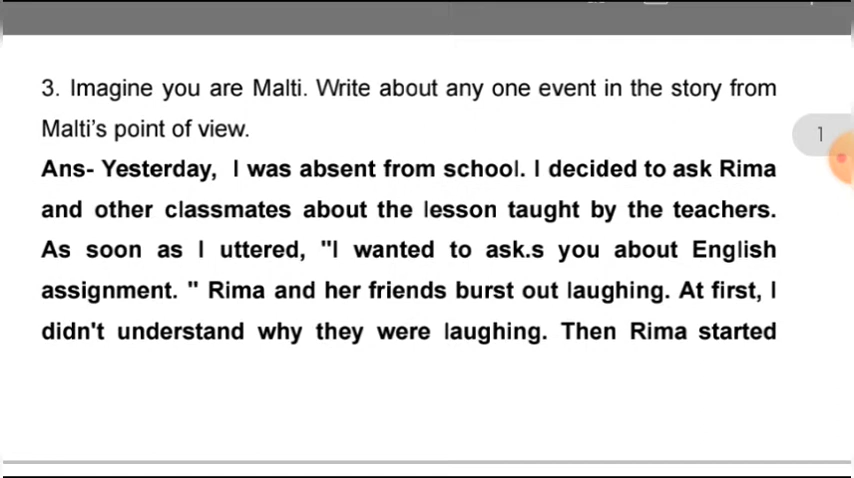 3. Imagine you are Malti. Write about any one event in the story from
Malti's point of view.
Ans- Yesterday, I was absent from school. I decided to ask Rima
and other classmates about the lesson taught by the teachers.
As soon as I uttered, "I wanted to ask.s you about English
assignment. " Rima and her friends burst out laughing. At first, I
didn't understand why they were laughing. Then Rima started
1